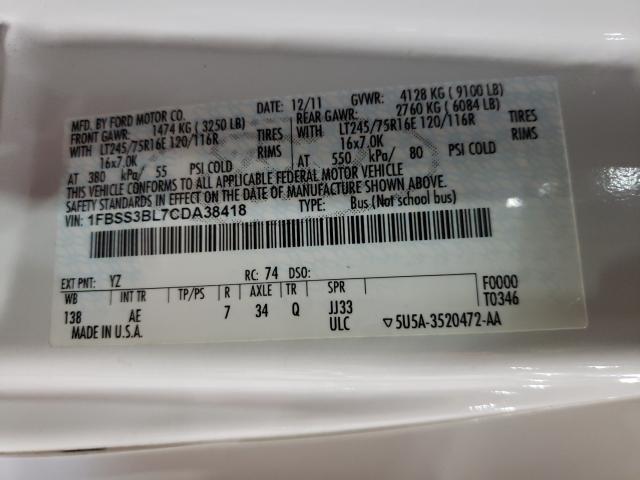 MFD. BY FORD MOTOR CO. DATE: 12/11 GVWR: 4128 KG ( 9100 LB)
FRONT GAWR: 1474 KG ( 3250 LB) REAR GAWR: 2760 KG ( 6084 LB)
WITH LT245/75R16E 120/116R TIRES WITH LT245/75R16E 120/116R TIRES
16x7.0K RIMS 16x7.0K RIMS
AT 380 kPa/ 55 PSI COLD AT 550 kPa/ 80 PSI COLD
THIS VEHICLE CONFORMS TO ALL APPLICABLE FEDERAL MOTOR VEHICLE
SAFETY STANDARDS IN EFFECT ON THE DATE OF MANUFACTURE SHOWN ABOVE.
VIN: 1FBSS3BL7CDA38418 TYPE: Bus (Not school bus)
EXT PNT: YZ RC: 74 DSO: F0000
WB INT TR TP/PS R AXLE TR SPR T0346
138 AE 7 34 Q JJ33
MADE IN U.S.A. ULC ▽5U5A-3520472-AA